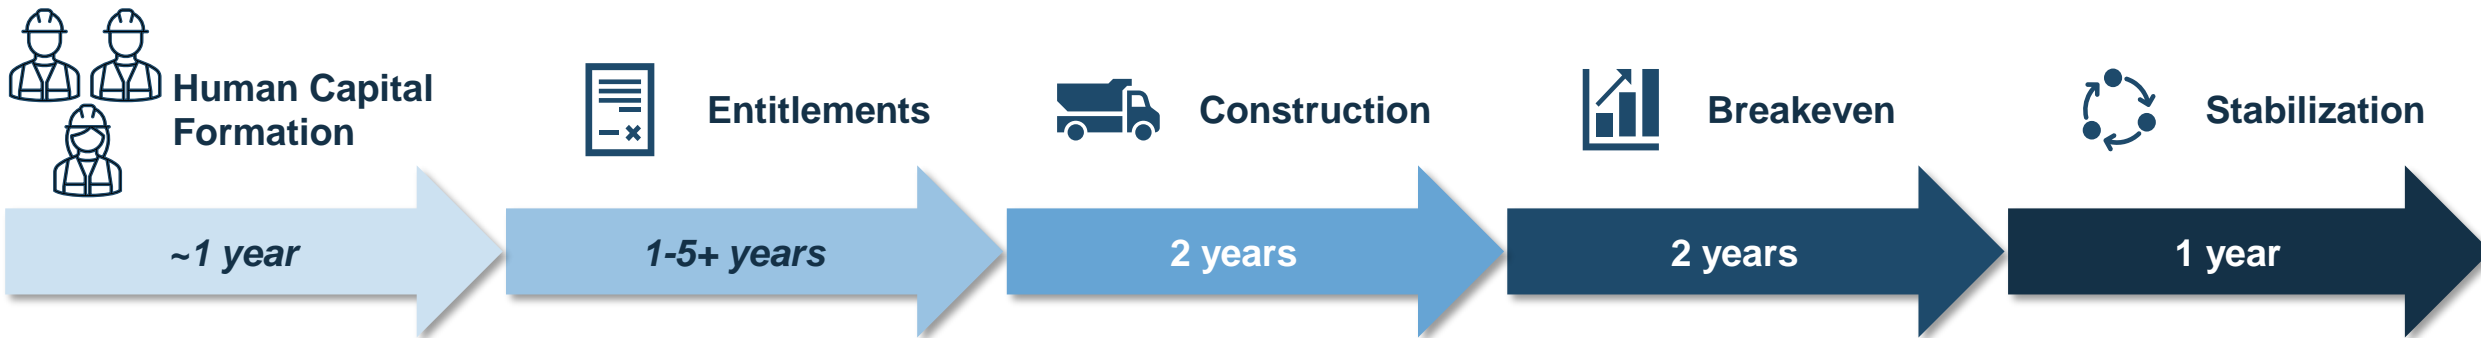 Human Capital
Formation
Entitlements
Construction
Breakeven
Stabilization
~1 year
1-5+ years
2 years
2 years
1 year